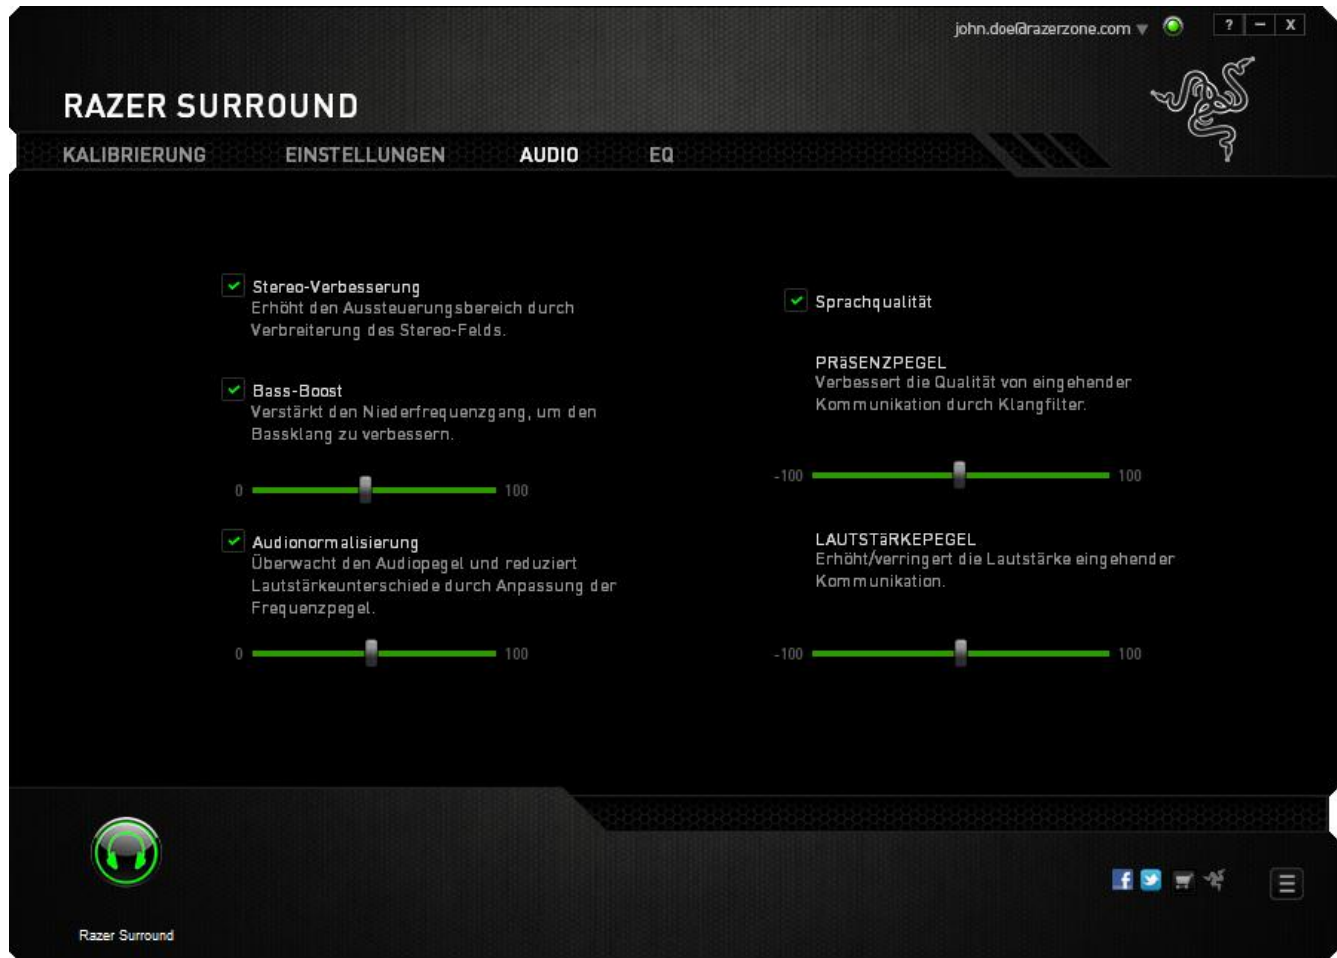 john.doe@razerzone.com
? – X
RAZER SURROUND
KALIBRIERUNG EINSTELLUNGEN AUDIO EQ
Stereo-Verbesserung
Erhöht den Aussteuerungsbereich durch
Verbreiterung des Stereo-Felds.
Bass-Boost
Verstärkt den Niederfrequenzgang, um den
Bassklang zu verbessern.
0 100
Audionormalisierung
Überwacht den Audiopegel und reduziert
Lautstärkeunterschiede durch Anpassung der
Frequenzpegel.
0 100
Sprachqualität
PRäSENZPEGEL
Verbessert die Qualität von eingehender
Kommunikation durch Klangfilter.
-100 100
LAUTSTäRKEPEGEL
Erhöht/verringert die Lautstärke eingehender
Kommunikation.
-100 100
Razer Surround